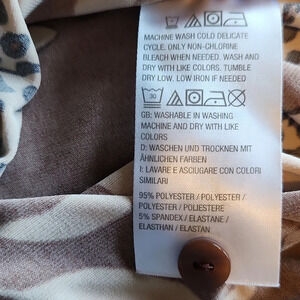 MACHINE WASH COLD DELICATE
CYCLE. ONLY NON-CHLORINE
BLEACH WHEN NEEDED. WASH AND
DRY WITH LIKE COLORS. TUMBLE
DRY LOW. LOW IRON IF NEEDED
30
GB: WASHABLE IN WASHING
MACHINE AND DRY WITH LIKE
COLORS
D: WASCHEN UND TROCKNEN MIT
ÄHNLICHEN FARBEN
I: LAVARE E ASCIUGARE CON COLORI
SIMILARI
95% POLYESTER / POLYESTER /
POLYESTER / POLIESTERE
5% SPANDEX / ELASTANE /
ELASTHAN / ELASTAN